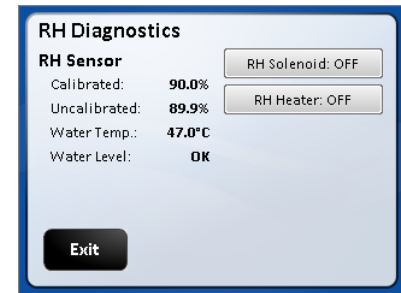 RH Diagnostics
RH Sensor
Calibrated: 90.0%
Uncalibrated: 89.9%
Water Temp.: 47.0°C
Water Level: OK
RH Solenoid: OFF
RH Heater: OFF
Exit